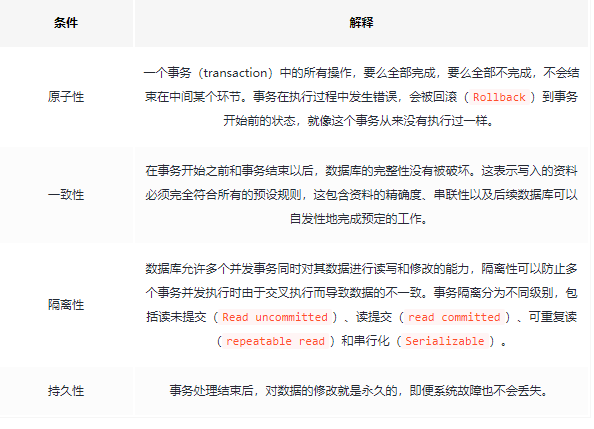 条件
解释
原子性
一个事务（transaction）中的所有操作，要么全部完成，要么全部不完成，不会结
束在中间某个环节。事务在执行过程中发生错误，会被回滚（Rollback）到事务
开始前的状态，就像这个事务从来没有执行过一样。
一致性
在事务开始之前和事务结束以后，数据库的完整性没有被破坏。这表示写入的资料
必须完全符合所有的预设规则，这包含资料的精确度、串联性以及后续数据库可以
自发性地完成预定的工作。
隔离性
数据库允许多个并发事务同时对其数据进行读写和修改的能力，隔离性可以防止多
个事务并发执行时由于交叉执行而导致数据的不一致。事务隔离分为不同级别，包
括读未提交（Read uncommitted）、读提交（read committed）、可重复读
（repeatable read）和串行化（Serializable）。
持久性
事务处理结束后，对数据的修改就是永久的，即便系统故障也不会丢失。